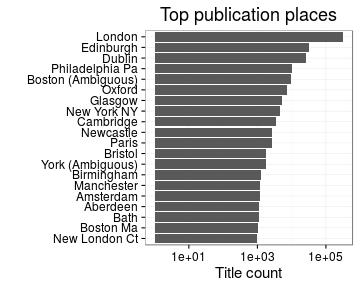 Top publication places
London
Edinburgh
Dublin
Philadelphia Pa
Boston (Ambiguous)
Oxford
Glasgow
New York NY
Cambridge
Newcastle
Paris
Bristol
York (Ambiguous)
Birmingham
Manchester
Amsterdam
Aberdeen
Bath
Boston Ma
New London Ct
1e+01 1e+03 1e+05
Title count